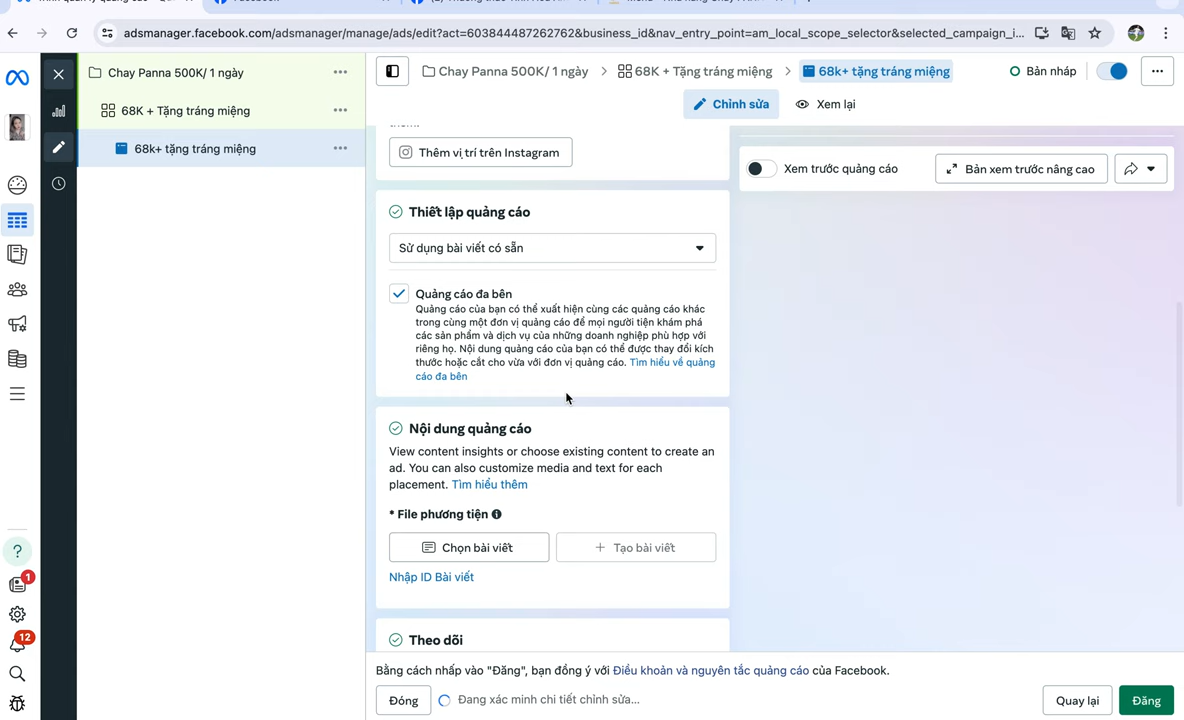 Facebook
adsmanager.facebook.com/adsmanager/manage/ads/edit?act=603844487262762&business_id&nav_entry_point=am_local_scope_selector&selected_campaign_i...
Chay Panna 500K/ 1 ngày
68K + Tặng tráng miệng
68k+ tặng tráng miệng
Chay Panna 500K/ 1 ngày
68K + Tặng tráng miệng
68k+ tặng tráng miệng
Bản nháp
Chỉnh sửa
Xem lại
thêm.
Thêm vị trí trên Instagram
Xem trước quảng cáo
Bản xem trước nâng cao
Thiết lập quảng cáo
Sử dụng bài viết có sẵn
Quảng cáo đa bên
Quảng cáo của bạn có thể xuất hiện cùng các quảng cáo khác
trong cùng một đơn vị quảng cáo để mọi người tiện khám phá
các sản phẩm và dịch vụ của những doanh nghiệp phù hợp với
riêng họ. Nội dung quảng cáo của bạn có thể được thay đổi kích
thước hoặc cắt cho vừa với đơn vị quảng cáo. Tìm hiểu về quảng
cáo đa bên
Nội dung quảng cáo
View content insights or choose existing content to create an
ad. You can also customize media and text for each
placement. Tìm hiểu thêm
* File phương tiện
Chọn bài viết
+ Tạo bài viết
Nhập ID Bài viết
Theo dõi
Bằng cách nhấp vào "Đăng", bạn đồng ý với Điều khoản và nguyên tắc quảng cáo của Facebook.
Đóng
Đang xác minh chi tiết chỉnh sửa...
Quay lại
Đăng
?
1
12